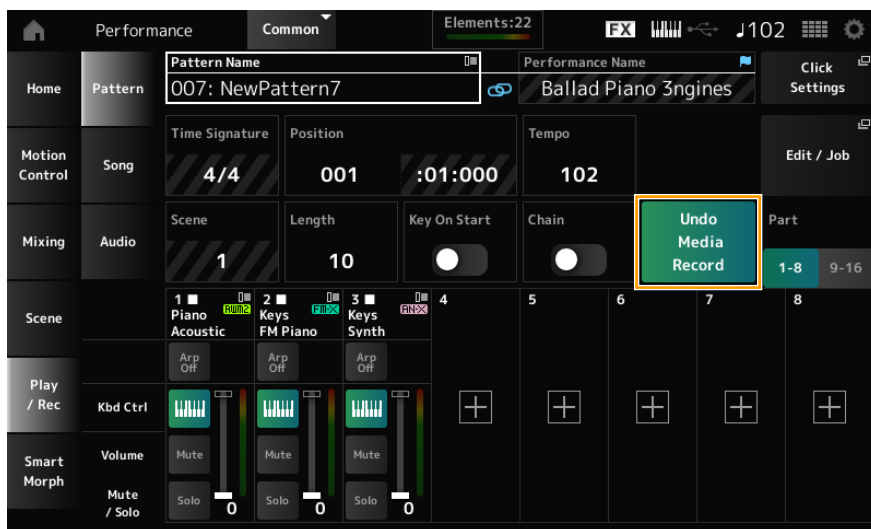 Performance
Common
Elements:22
FX
♩102
Home
Motion
Control
Mixing
Scene
Play
/ Rec
Smart
Morph
Pattern
Song
Audio
Pattern Name
007: NewPattern7
Performance Name
Ballad Piano 3ngines
Click
Settings
Time Signature
4/4
Position
001
:01:000
Tempo
102
Edit / Job
Scene
1
Length
10
Key On Start
Chain
Undo
Media
Record
Part
1-8
9-16
1
Piano
Acoustic
AWM2
2
Keys
FM Piano
FM-X
3
Keys
Synth
AN-X
4
5
6
7
8
Arp
Off
Arp
Off
Arp
Off
Kbd Ctrl
Volume
Mute
Mute
Mute
Mute
/ Solo
Solo
0
Solo
0
Solo
0